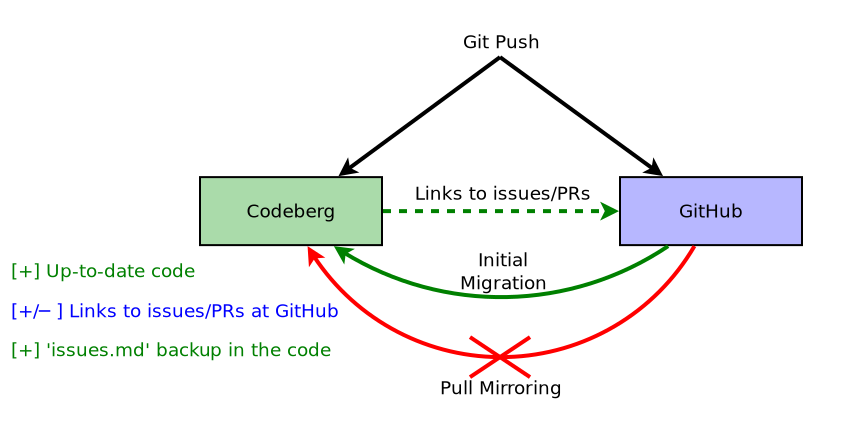 Git Push
Links to issues/PRs
Codeberg
GitHub
Initial
Migration
[+] Up-to-date code
[+/− ] Links to issues/PRs at GitHub
[+] 'issues.md' backup in the code
Pull Mirroring